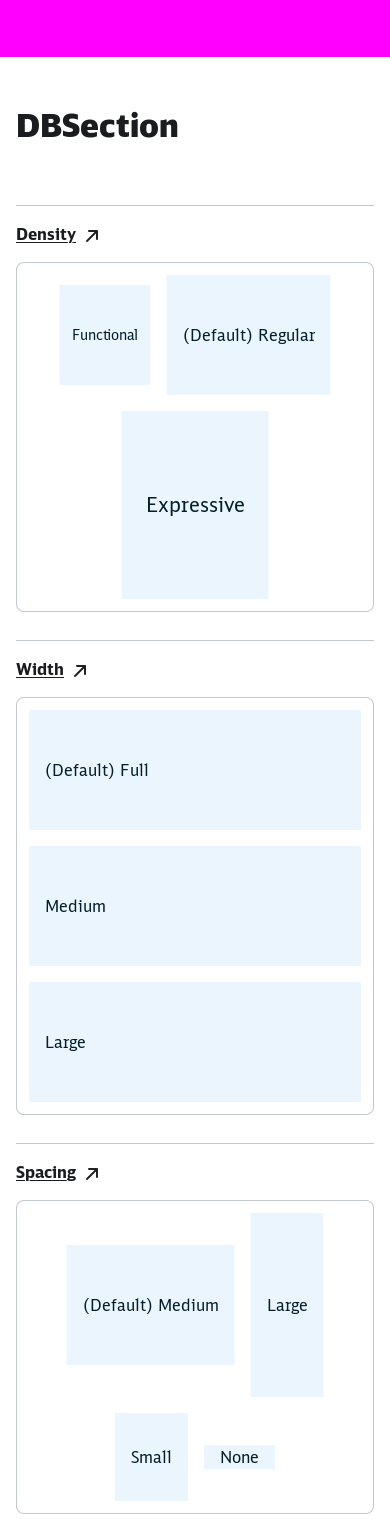 DBSection
Density
Functional
(Default) Regular
Expressive
Width
(Default) Full
Medium
Large
Spacing
(Default) Medium
Large
Small
None